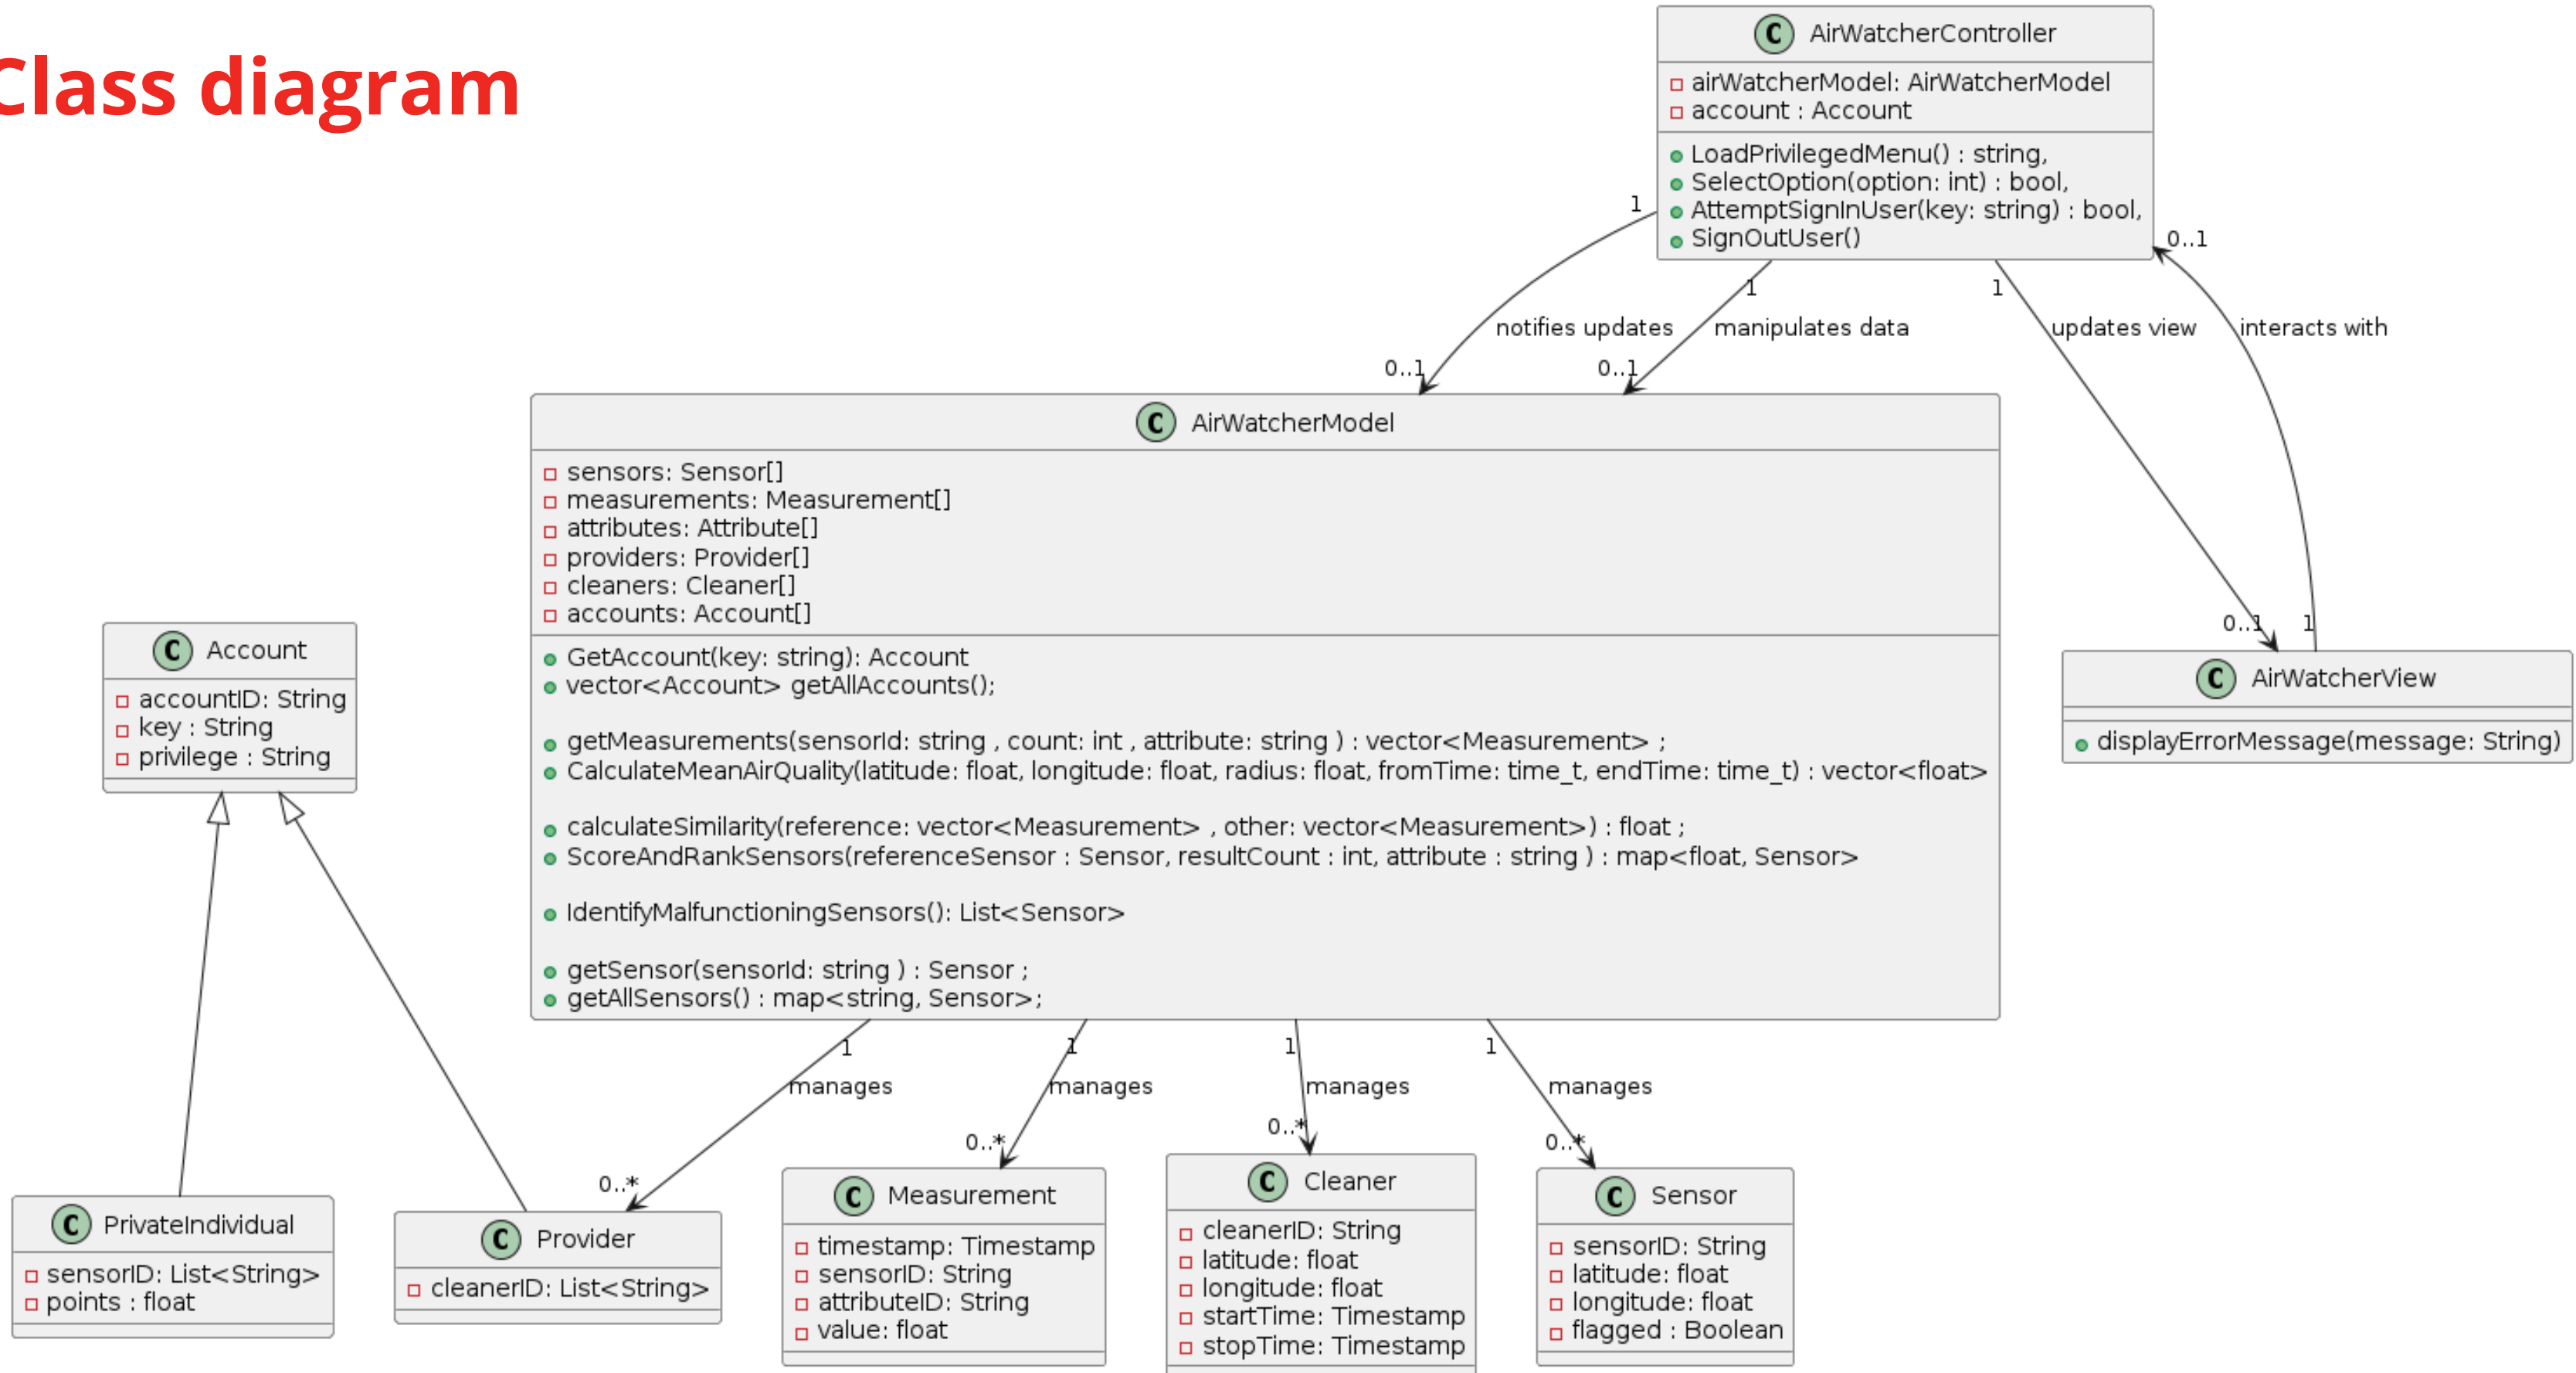 Class diagram
C AirWatcherController
airWatcherModel: AirWatcherModel
account : Account
LoadPrivilegedMenu() : string,
SelectOption(option: int) : bool,
AttemptSignInUser(key: string) : bool,
SignOutUser()
1
1
1
0..1
notifies updates
manipulates data
updates view
interacts with
0..1
0..1
0..1
1
C AirWatcherModel
sensors: Sensor[]
measurements: Measurement[]
attributes: Attribute[]
providers: Provider[]
cleaners: Cleaner[]
accounts: Account[]
GetAccount(key: string): Account
vector<Account> getAllAccounts();
getMeasurements(sensorId: string , count: int , attribute: string ) : vector<Measurement> ;
CalculateMeanAirQuality(latitude: float, longitude: float, radius: float, fromTime: time_t, endTime: time_t) : vector<float>
calculateSimilarity(reference: vector<Measurement> , other: vector<Measurement>) : float ;
ScoreAndRankSensors(referenceSensor : Sensor, resultCount : int, attribute : string ) : map<float, Sensor>
IdentifyMalfunctioningSensors(): List<Sensor>
getSensor(sensorId: string ) : Sensor ;
getAllSensors() : map<string, Sensor>;
C Account
accountID: String
key : String
privilege : String
C AirWatcherView
displayErrorMessage(message: String)
1
1
1
1
manages
manages
manages
manages
0..*
0..*
0..*
0..*
C PrivateIndividual
sensorID: List<String>
points : float
C Provider
cleanerID: List<String>
C Measurement
timestamp: Timestamp
sensorID: String
attributeID: String
value: float
C Cleaner
cleanerID: String
latitude: float
longitude: float
startTime: Timestamp
stopTime: Timestamp
C Sensor
sensorID: String
latitude: float
longitude: float
flagged : Boolean